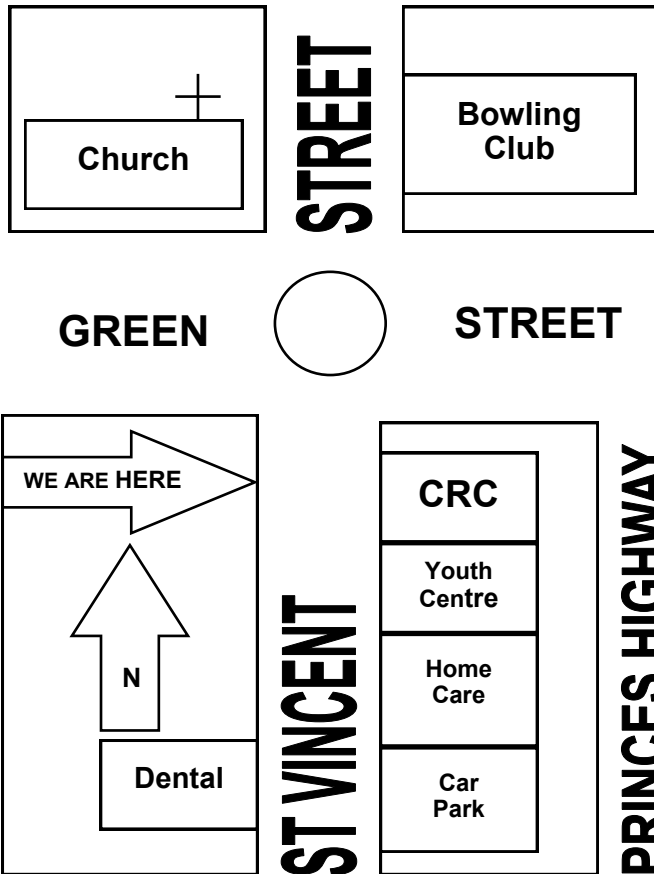 Church
STREET
Bowling
Club
GREEN
STREET
WE ARE HERE
N
Dental
ST VINCENT
CRC
Youth
Centre
Home
Care
Car
Park
PRINCES HIGHWAY